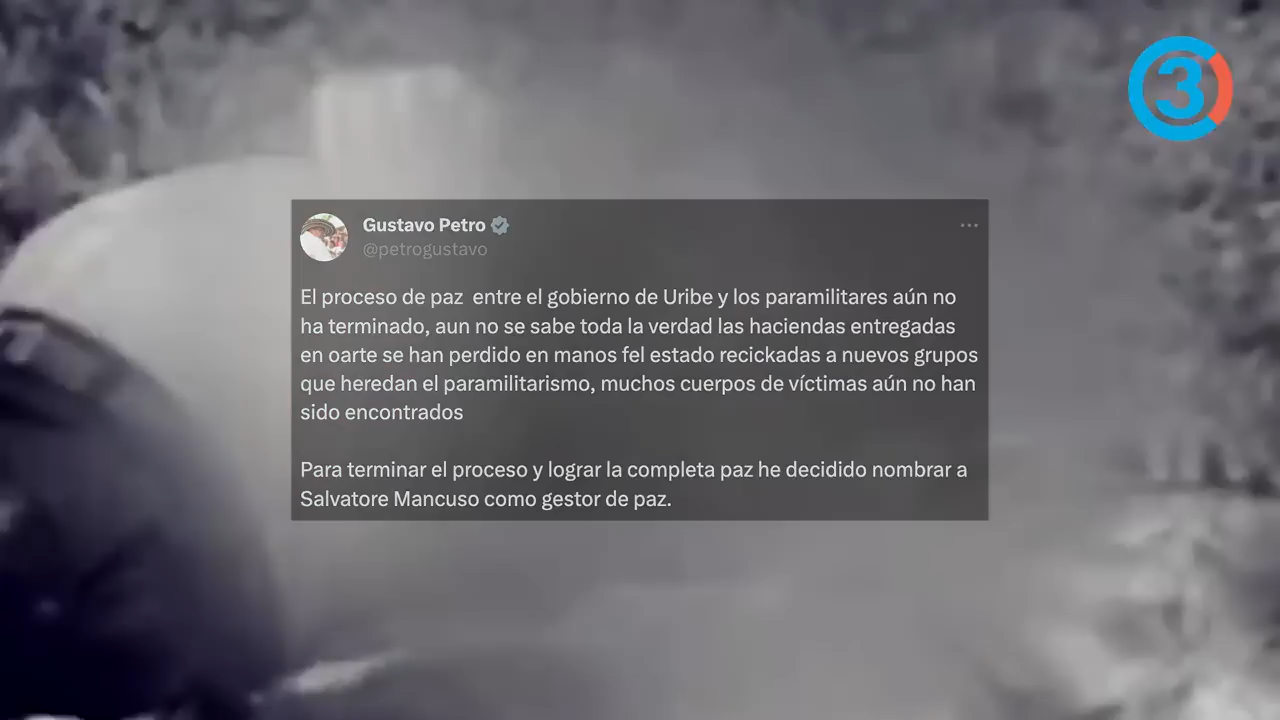 3
Gustavo Petro
@petrogustavo
El proceso de paz  entre el gobierno de Uribe y los paramilitares aún no
ha terminado, aun no se sabe toda la verdad las haciendas entregadas
en oarte se han perdido en manos fel estado recickadas a nuevos grupos
que heredan el paramilitarismo, muchos cuerpos de víctimas aún no han
sido encontrados
Para terminar el proceso y lograr la completa paz he decidido nombrar a
Salvatore Mancuso como gestor de paz.